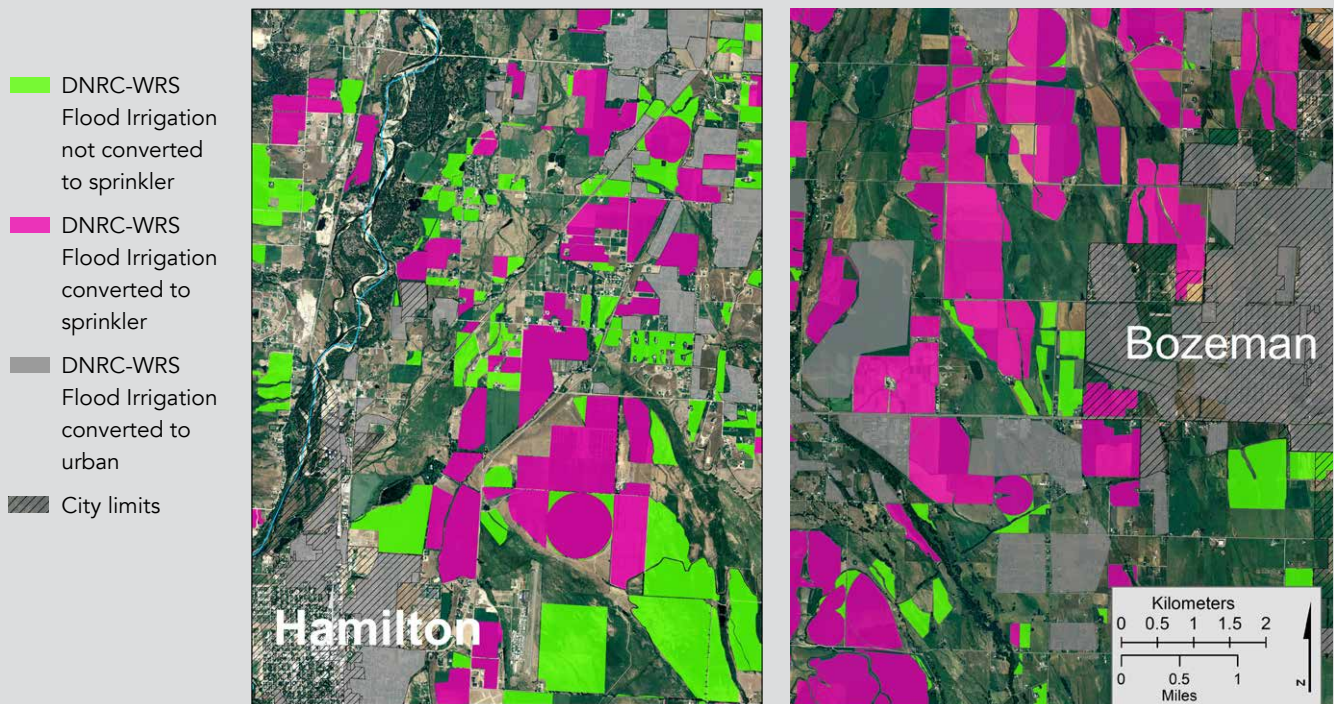 DNRC-WRS
Flood Irrigation
not converted
to sprinkler
DNRC-WRS
Flood Irrigation
converted to
sprinkler
DNRC-WRS
Flood Irrigation
converted to
urban
City limits
Hamilton
Bozeman
Kilometers
0 0.5 1 1.5 2
0 0.5 1
Miles
N